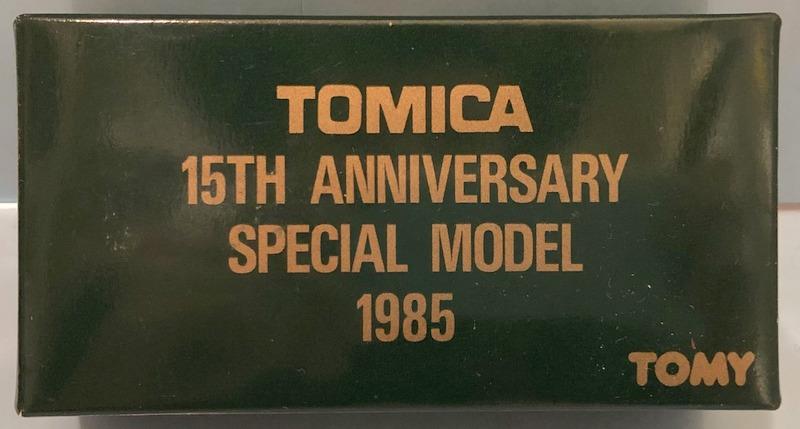 TOMICA
15TH ANNIVERSARY
SPECIAL MODEL
1985
TOMY